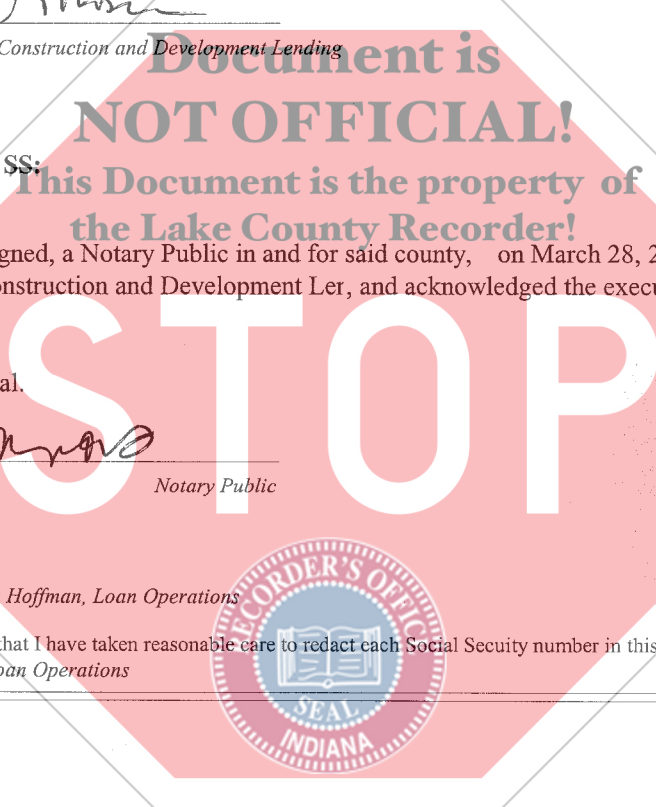 Construction and Development Lending
Document is
NOT OFFICIAL!
SS:
This Document is the property of
the Lake County Recorder!
gned, a Notary Public in and for said county, on March 28, 2
onstruction and Development Ler, and acknowledged the execu
STOP
al.
Notary Public
RECORDER'S OFFICE
Hoffman, Loan Operations
that I have taken reasonable care to redact each Social Secuity number in this
oan Operations
SEAL
INDIANA